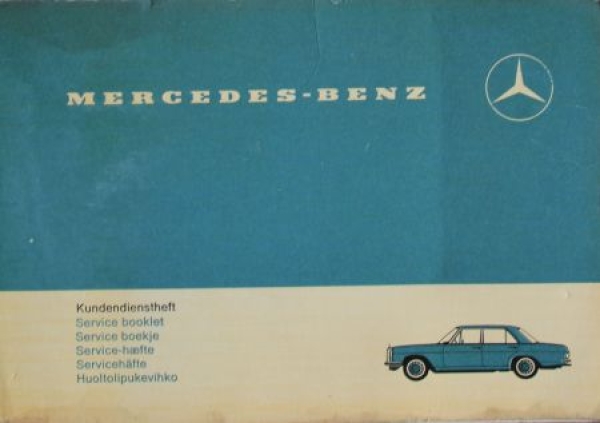 MERCEDES-BENZ
Kundendienstheft
Service booklet
Service boekje
Service-hæfte
Servicehäfte
Huoltolipukevihko